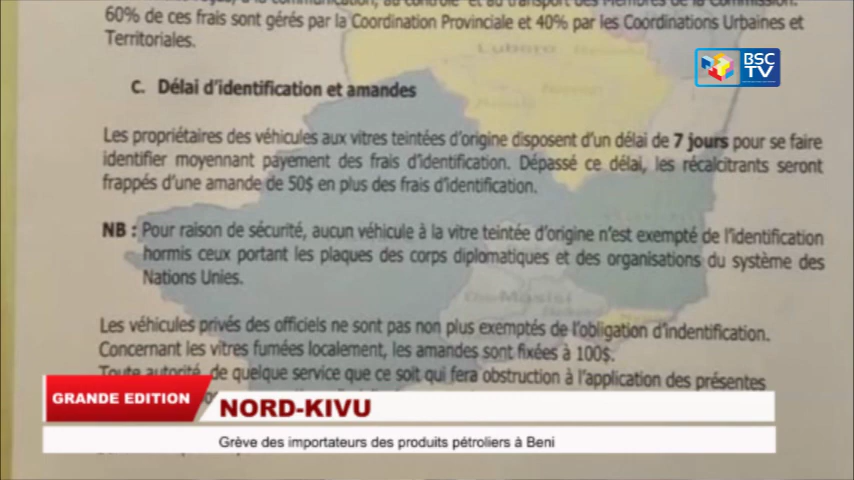 60% de ces frais sont gérés par la Coordination Provinciale et 40% par les Coordinations Urbaines et
Territoriales.
BSC
TV
C. Délai d'identification et amandes
Les propriétaires des véhicules aux vitres teintées d'origine disposent d'un délai de 7 jours pour se faire
identifier moyennant payement des frais d'identification. Dépassé ce délai, les récalcitrants seront
frappés d'une amande de 50$ en plus des frais d'identification.
NB : Pour raison de sécurité, aucun véhicule à la vitre teintée d'origine n'est exempté de l'identification
hormis ceux portant les plaques des corps diplomatiques et des organisations du système des
Nations Unies.
Les véhicules privés des officiels ne sont pas non plus exemptés de l'obligation d'indentification.
Concernant les vitres fumées localement, les amandes sont fixées à 100$.
Toute autorité, de quelque service que ce soit qui fera obstruction à l'application des présentes
GRANDE EDITION
NORD-KIVU
Grève des importateurs des produits pétroliers à Beni